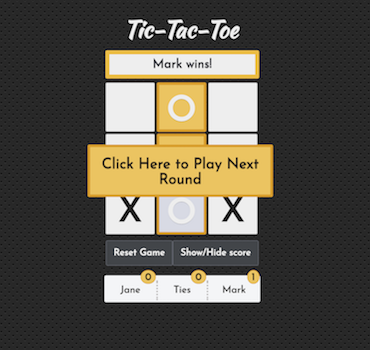 Tic-Tac-Toe
Mark wins!
Click Here to Play Next
Round
X X
Reset Game Show/Hide score
0 0 1
Jane Ties Mark